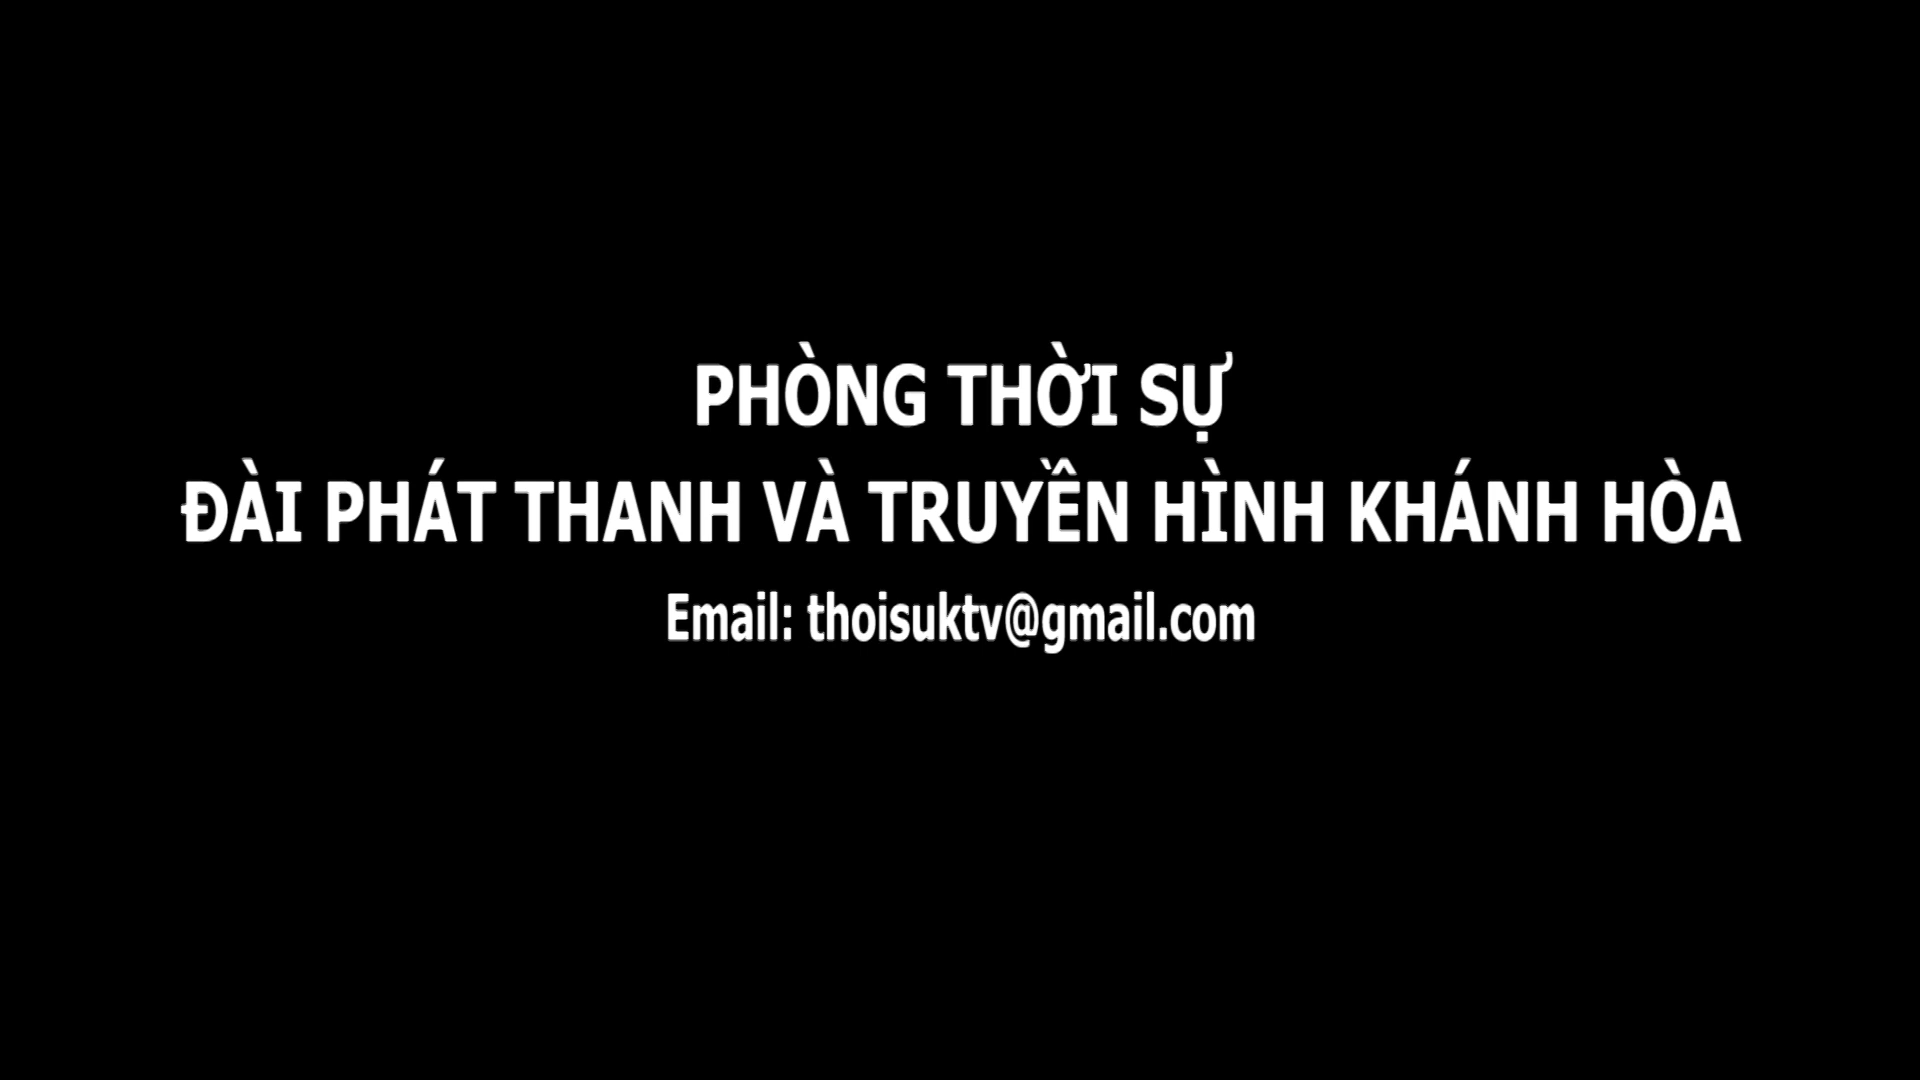 PHÒNG THỜI SỰ
ĐÀI PHÁT THANH VÀ TRUYỀN HÌNH KHÁNH HÒA
Email: thoisuktv@gmail.com